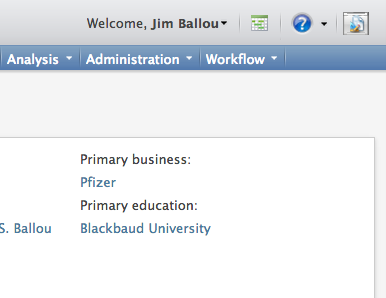 Welcome, Jim Ballou
Analysis Administration Workflow
Primary business:
Pfizer
Primary education:
S. Ballou Blackbaud University